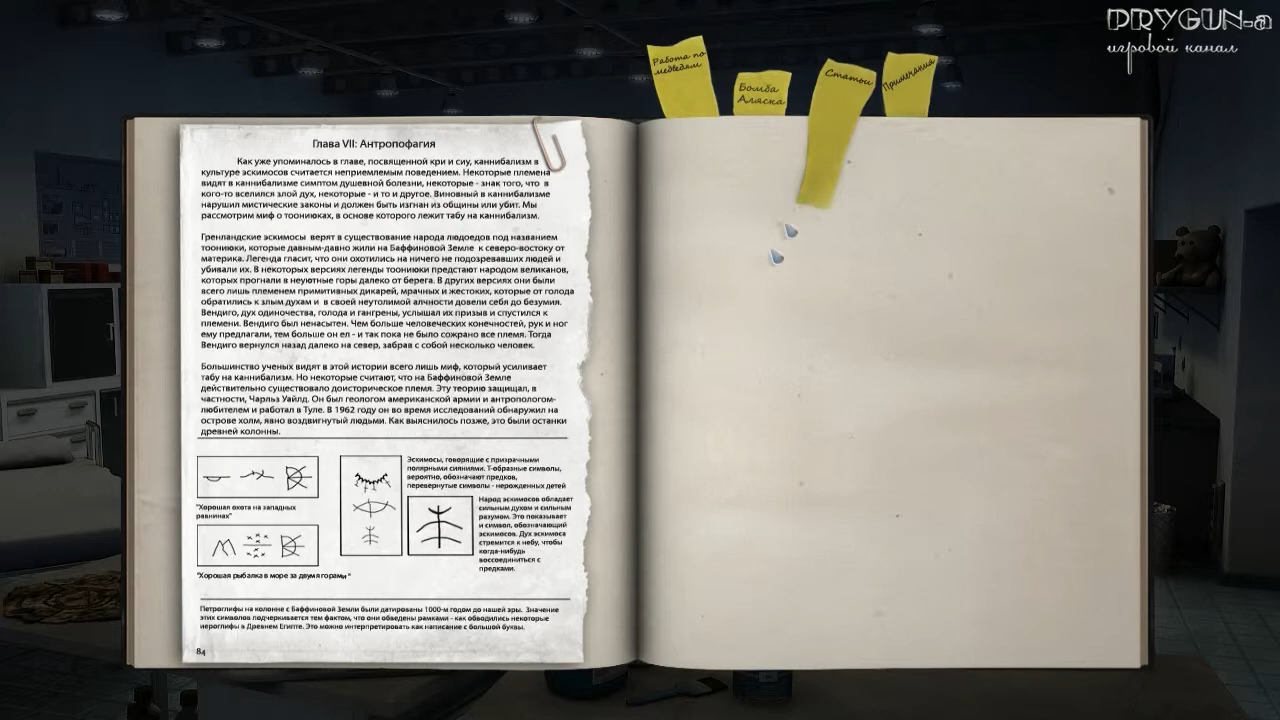 DRYGUN-а
игровой канал
Работа по
медведям
Бомба
Аляска
Статьи
Примечания
Глава VII: Антропофагия
Как уже упоминалось в главе, посвященной кри и сиу, каннибализм в
культуре эскимосов считается неприемлемым поведением. Некоторые племена
видят в каннибализме симптом душевной болезни, некоторые - знак того, что в
кого-то вселился злой дух, некоторые - и то и другое. Виновный в каннибализме
нарушил мистические законы и должен быть изгнан из общины или убит. Мы
рассмотрим миф о тоониюках, в основе которого лежит табу на каннибализм.
Гренландские эскимосы верят в существование народа людоедов под названием
тоониюки, которые давным-давно жили на Баффиновой Земле к северо-востоку от
материка. Легенда гласит, что они охотились на ничего не подозревавших людей и
убивали их. В некоторых версиях легенды тоониюки предстают народом великанов,
которых прогнали в неуютные горы далеко от берега. В других версиях они были
всего лишь племенем примитивных дикарей, мрачных и жестоких, которые от голода
обратились к злым духам и в своей неутолимой алчности довели себя до безумия.
Вендиго, дух одиночества, голода и гангрены, услышал их призыв и спустился к
племени. Вендиго был ненасытен. Чем больше человеческих конечностей, рук и ног
ему предлагали, тем больше он ел - и так пока не было сожрано все племя. Тогда
Вендиго вернулся назад далеко на север, забрав с собой несколько человек.
Большинство ученых видят в этой истории всего лишь миф, который усиливает
табу на каннибализм. Но некоторые считают, что на Баффиновой Земле
действительно существовало доисторическое племя. Эту теорию защищал, в
частности, Чарльз Уайлд. Он был геологом американской армии и антропологом-
любителем и работал в Туле. В 1962 году он во время исследований обнаружил на
острове холм, явно воздвигнутый людьми. Как выяснилось позже, это были останки
древней колонны.
Эскимосы, говорящие с призрачными
полярными сияниями. Т-образные символы,
вероятно, обозначают предков,
перевернутые символы - нерожденных детей
"Хорошая охота на западных
равнинах"
Народ эскимосов обладает
сильным духом и сильным
разумом. Это показывает
и символ, обозначающий
эскимосов. Дух эскимоса
стремится к небу, чтобы
когда-нибудь
воссоединиться с
предками.
"Хорошая рыбалка в море за двумя горами"
Петроглифы на колонне с Баффиновой Земли были датированы 1000-м годом до нашей эры. Значение
этих символов подчеркивается тем фактом, что они обведены рамками - как обводились некоторые
иероглифы в Древнем Египте. Это можно интерпретировать как написание с большой буквы.
84